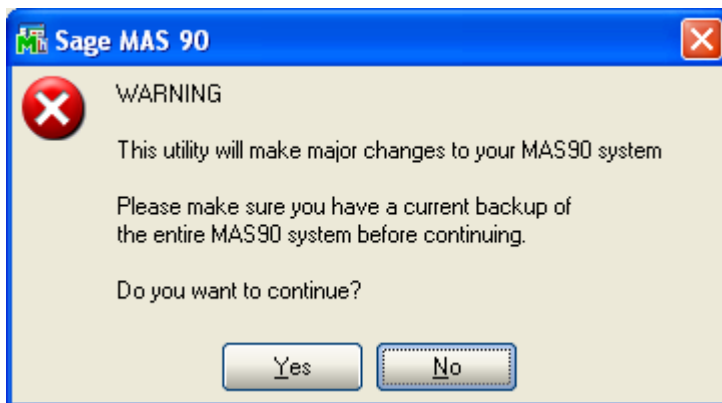 Sage MAS 90
WARNING
This utility will make major changes to your MAS90 system
Please make sure you have a current backup of
the entire MAS90 system before continuing.
Do you want to continue?
Yes
No